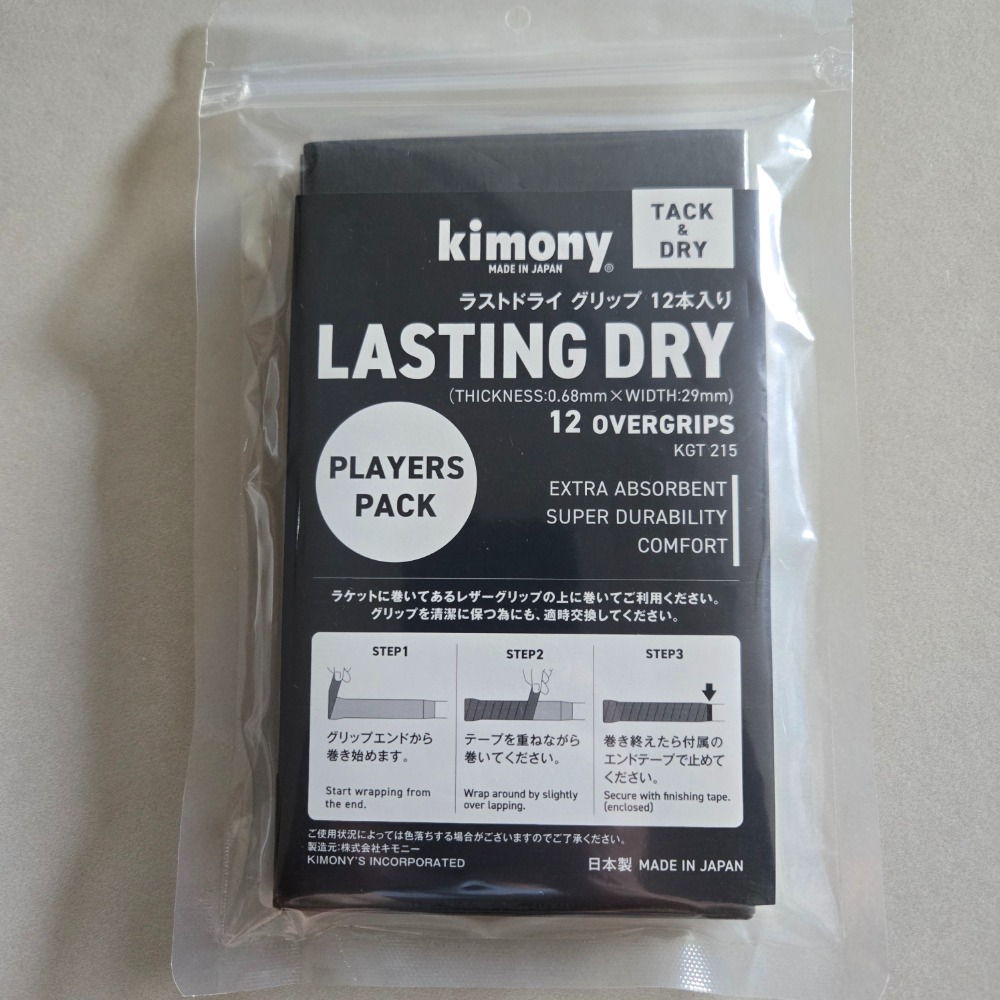 kimony®
MADE IN JAPAN
TACK
&
DRY
ラストドライ グリップ 12本入り
LASTING DRY
(THICKNESS:0.68mm×WIDTH:29mm)
12 OVERGRIPS
KGT 215
PLAYERS
PACK
EXTRA ABSORBENT
SUPER DURABILITY
COMFORT
ラケットに巻いてあるレザーグリップの上に巻いてご利用ください。
グリップを清潔に保つ為にも、適時交換してください。
STEP1
グリップエンドから
巻き始めます。
Start wrapping from
the end.
STEP2
テープを重ねながら
巻いてください。
Wrap around by slightly
over lapping.
STEP3
巻き終えたら付属の
エンドテープで止めて
ください。
Secure with finishing tape.
(enclosed)
ご使用状況によっては色落ちする場合がございますのでご了承ください。
製造元:株式会社キモニー
KIMONY'S INCORPORATED
日本製 MADE IN JAPAN